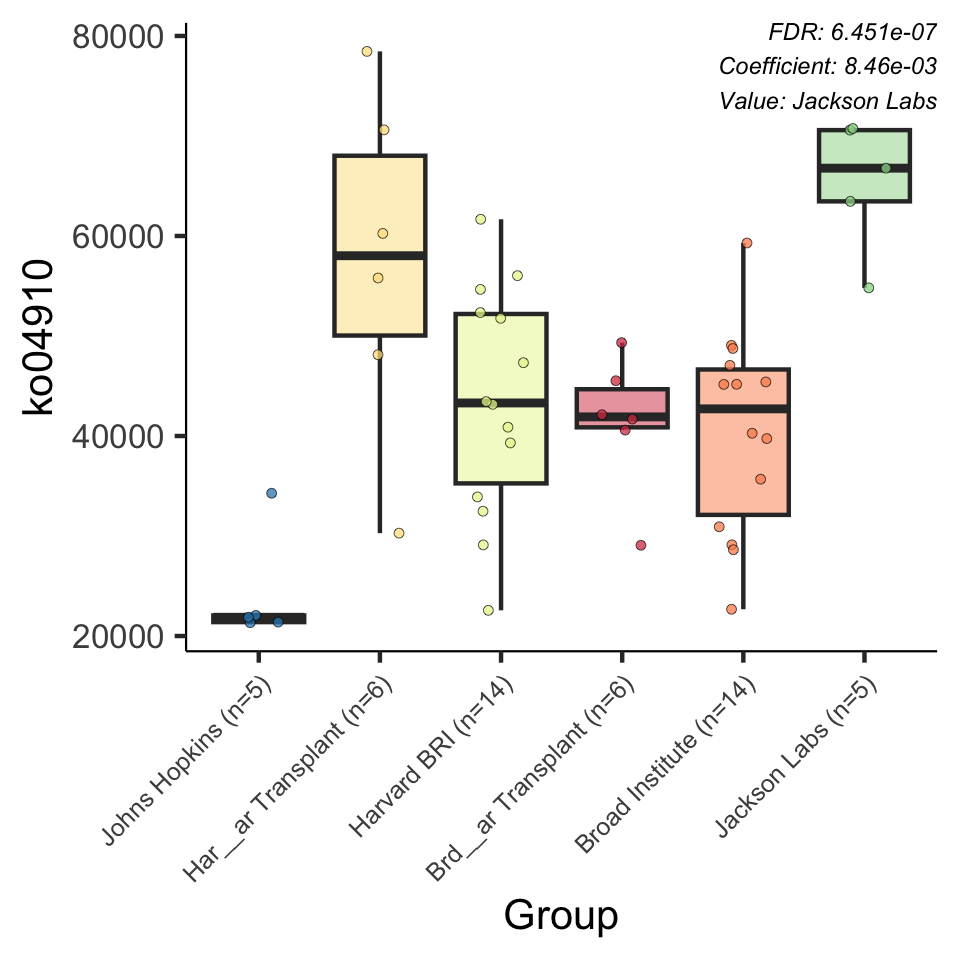 FDR: 6.451e-07
Coefficient: 8.46e-03
Value: Jackson Labs
80000
60000
40000
20000
ko04910
Johns Hopkins (n=5)
Har__ar Transplant (n=6)
Harvard BRI (n=14)
Brd__ar Transplant (n=6)
Broad Institute (n=14)
Jackson Labs (n=5)
Group